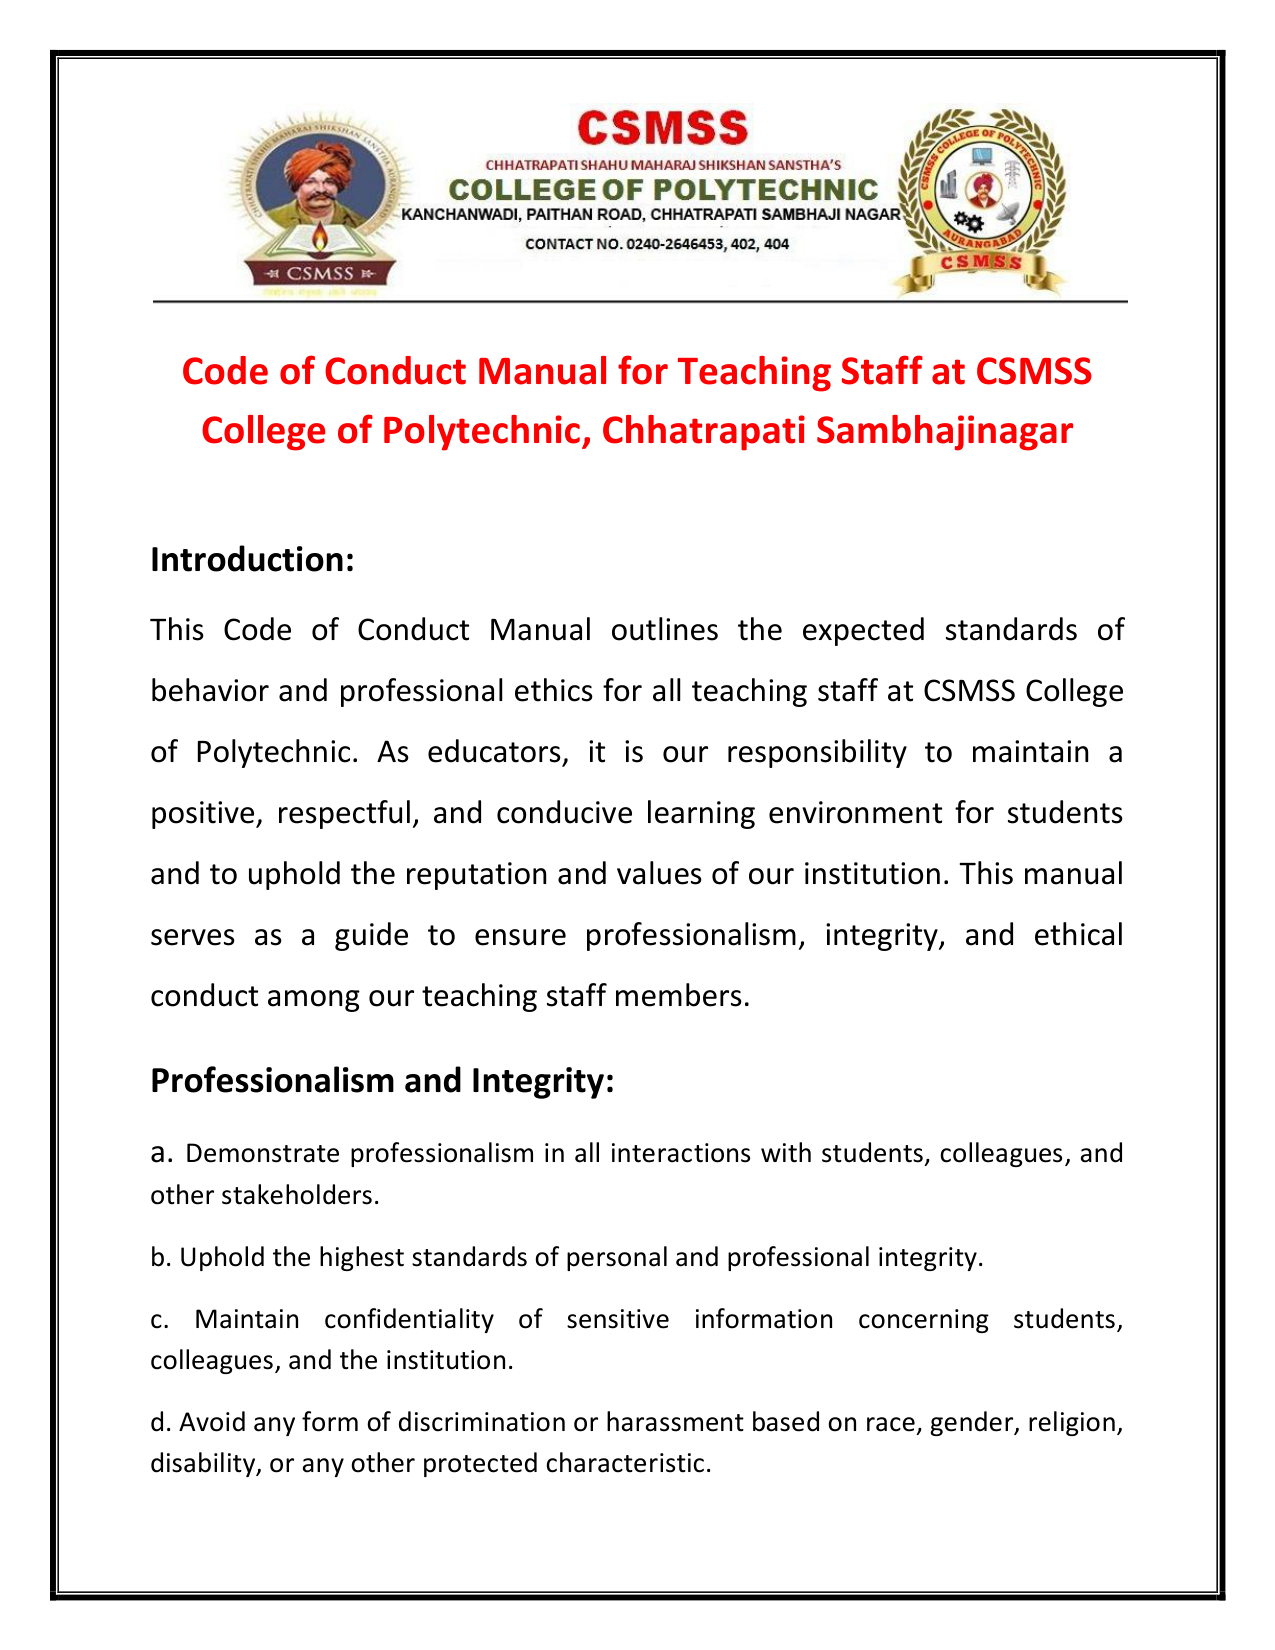 CSMSS
CHHATRAPATI SHAHU MAHARAJ SHIKSHAN SANSTHA'S
COLLEGE OF POLYTECHNIC
KANCHANWADI, PAITHAN ROAD, CHHATRAPATI SAMBHAJI NAGAR
CONTACT NO. 0240-2646453, 402, 404
CHHATRAPATI SHAHU MAHARAJ SHIKSHAN SANSTHA AURANGABAD
CSMSS
CSMSS COLLEGE OF POLYTECHNIC
AURANGABAD
CSMSS
Code of Conduct Manual for Teaching Staff at CSMSS
College of Polytechnic, Chhatrapati Sambhajinagar
Introduction:
This Code of Conduct Manual outlines the expected standards of
behavior and professional ethics for all teaching staff at CSMSS College
of Polytechnic. As educators, it is our responsibility to maintain a
positive, respectful, and conducive learning environment for students
and to uphold the reputation and values of our institution. This manual
serves as a guide to ensure professionalism, integrity, and ethical
conduct among our teaching staff members.
Professionalism and Integrity:
a. Demonstrate professionalism in all interactions with students, colleagues, and
other stakeholders.
b. Uphold the highest standards of personal and professional integrity.
c. Maintain confidentiality of sensitive information concerning students,
colleagues, and the institution.
d. Avoid any form of discrimination or harassment based on race, gender, religion,
disability, or any other protected characteristic.